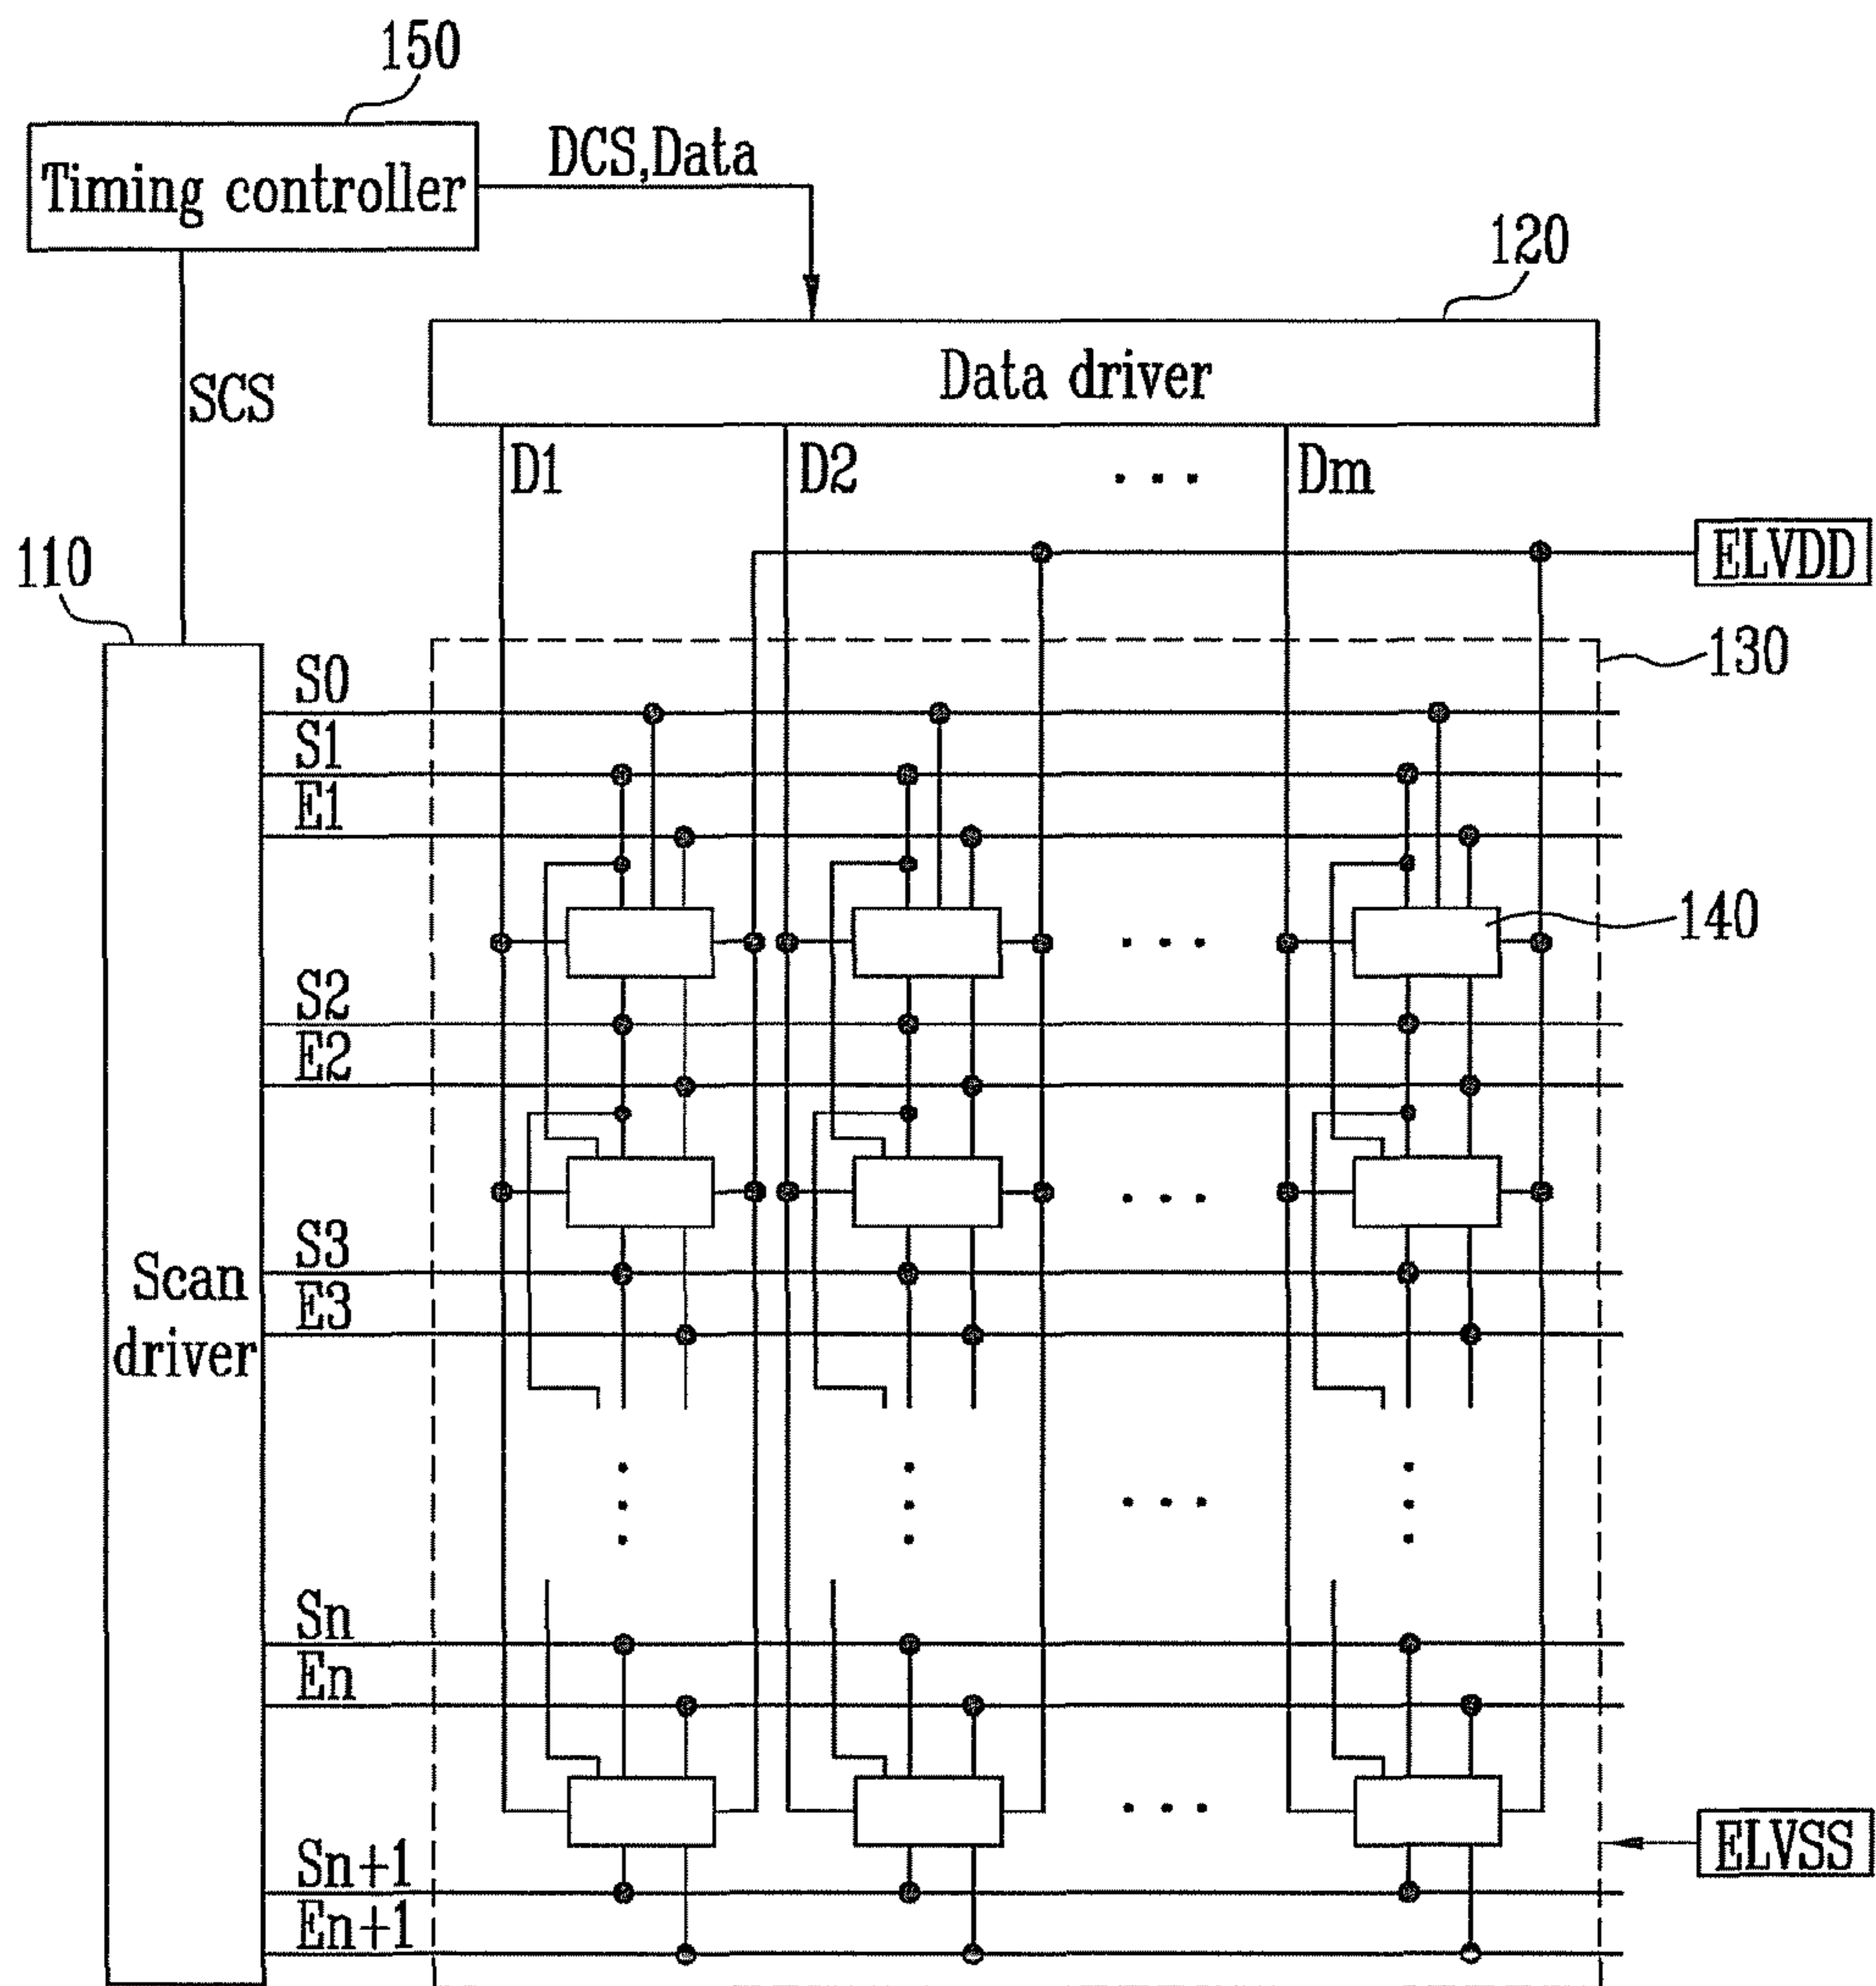 150
Timing controller
DCS,Data
120
Data driver
SCS
D1
D2
...
Dm
110
ELVDD
130
S0
S1
E1
140
S2
E2
S3
E3
Scan
driver
Sn
En
Sn+1
En+1
ELVSS